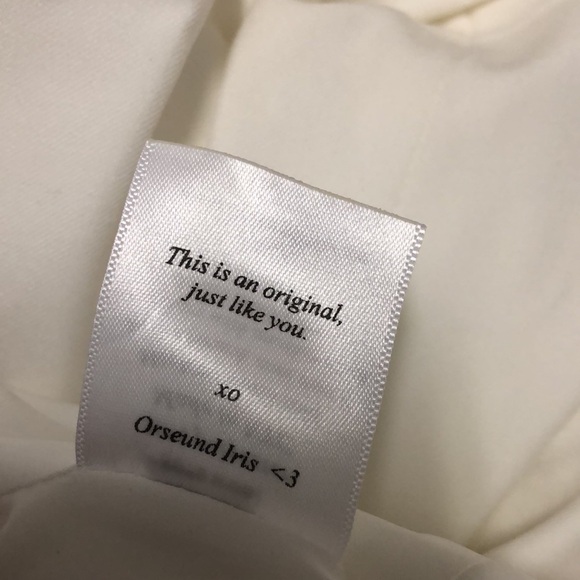 This is an original,
just like you.
xo
Orseund Iris <3